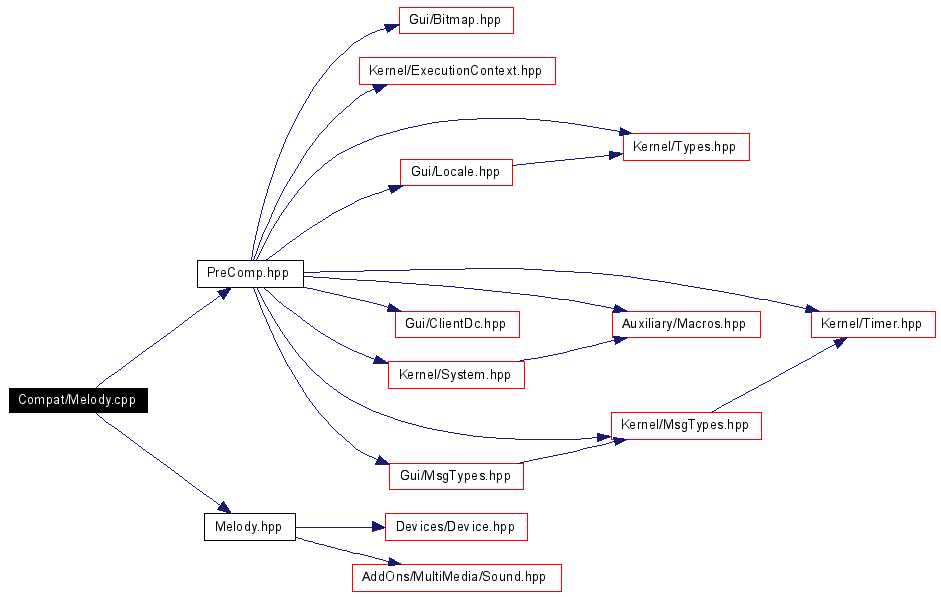 Gui/Bitmap.hpp
Kernel/ExecutionContext.hpp
Kernel/Types.hpp
Gui/Locale.hpp
PreComp.hpp
Gui/ClientDc.hpp
Auxiliary/Macros.hpp
Kernel/Timer.hpp
Kernel/System.hpp
Compat/Melody.cpp
Kernel/MsgTypes.hpp
Gui/MsgTypes.hpp
Melody.hpp
Devices/Device.hpp
AddOns/MultiMedia/Sound.hpp